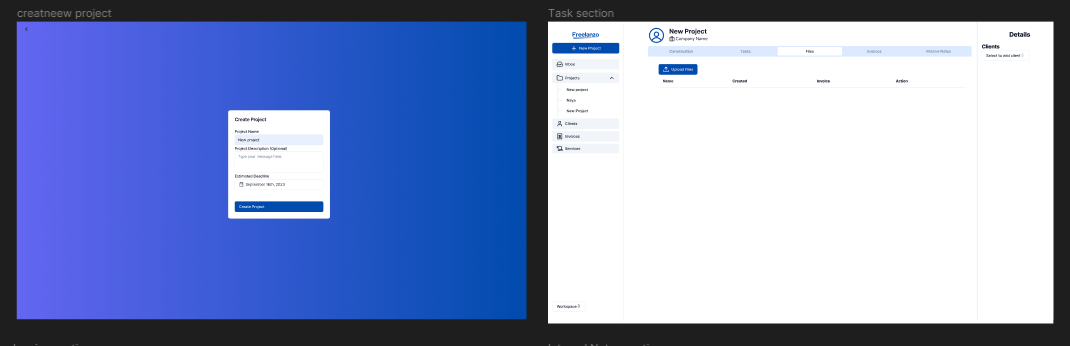 creatneew project
Create Project
Project Name
New project
Project Description (Optional)
Type your message here.
Estimated Deadline
September 16th, 2023
Create Project
Task section
Freelanzo
+ New Project
Inbox
Projects
New project
Maya
New Project
Clients
Invoices
Services
Workspace
New Project
Company Name
Conversation
Tasks
Files
Invoices
Internal Notes
Upload Files
Name
Created
Invoice
Action
Details
Clients
Select to add client